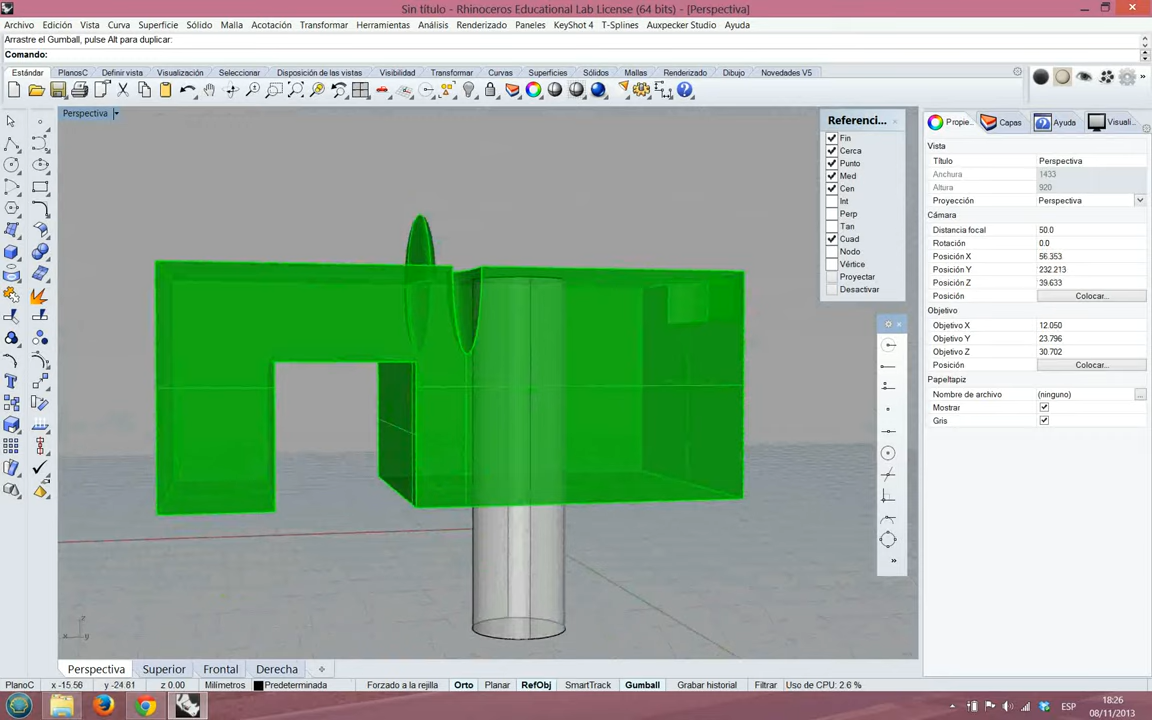 Sin título - Rhinoceros Educational Lab License (64 bits) - [Perspectiva]
Archivo Edición Vista Curva Superficie Sólido Malla Acotación Transformar Herramientas Análisis Renderizado Paneles KeyShot 4 T-Splines Auxpecker Studio Ayuda
Arrastre el Gumball, pulse Alt para duplicar:
Comando:
Estándar PlanosC Definir vista Visualización Seleccionar Disposición de las vistas Visibilidad Transformar Curvas Superficies Sólidos Mallas Renderizado Dibujo Novedades V5
Perspectiva
Referenci...
Fin
Cerca
Punto
Med
Cen
Int
Perp
Tan
Cuad
Nodo
Vértice
Proyectar
Desactivar
Propie... Capas Ayuda Visuali...
Vista
Título Perspectiva
Anchura 1433
Altura 920
Proyección Perspectiva
Cámara
Distancia focal 50.0
Rotación 0.0
Posición X 56.353
Posición Y 232.213
Posición Z 39.633
Posición Colocar...
Objetivo
Objetivo X 12.050
Objetivo Y 23.796
Objetivo Z 30.702
Posición Colocar...
Papeltapiz
Nombre de archivo (ninguno) ...
Mostrar
Gris
z
x y
Perspectiva Superior Frontal Derecha
PlanoC x -15.56 y -24.81 z 0.00 Milímetros Predeterminada Forzado a la rejilla Orto Planar RefObj SmartTrack Gumball Grabar historial Filtrar Uso de CPU: 2.6 %
ESP
18:26
08/11/2013